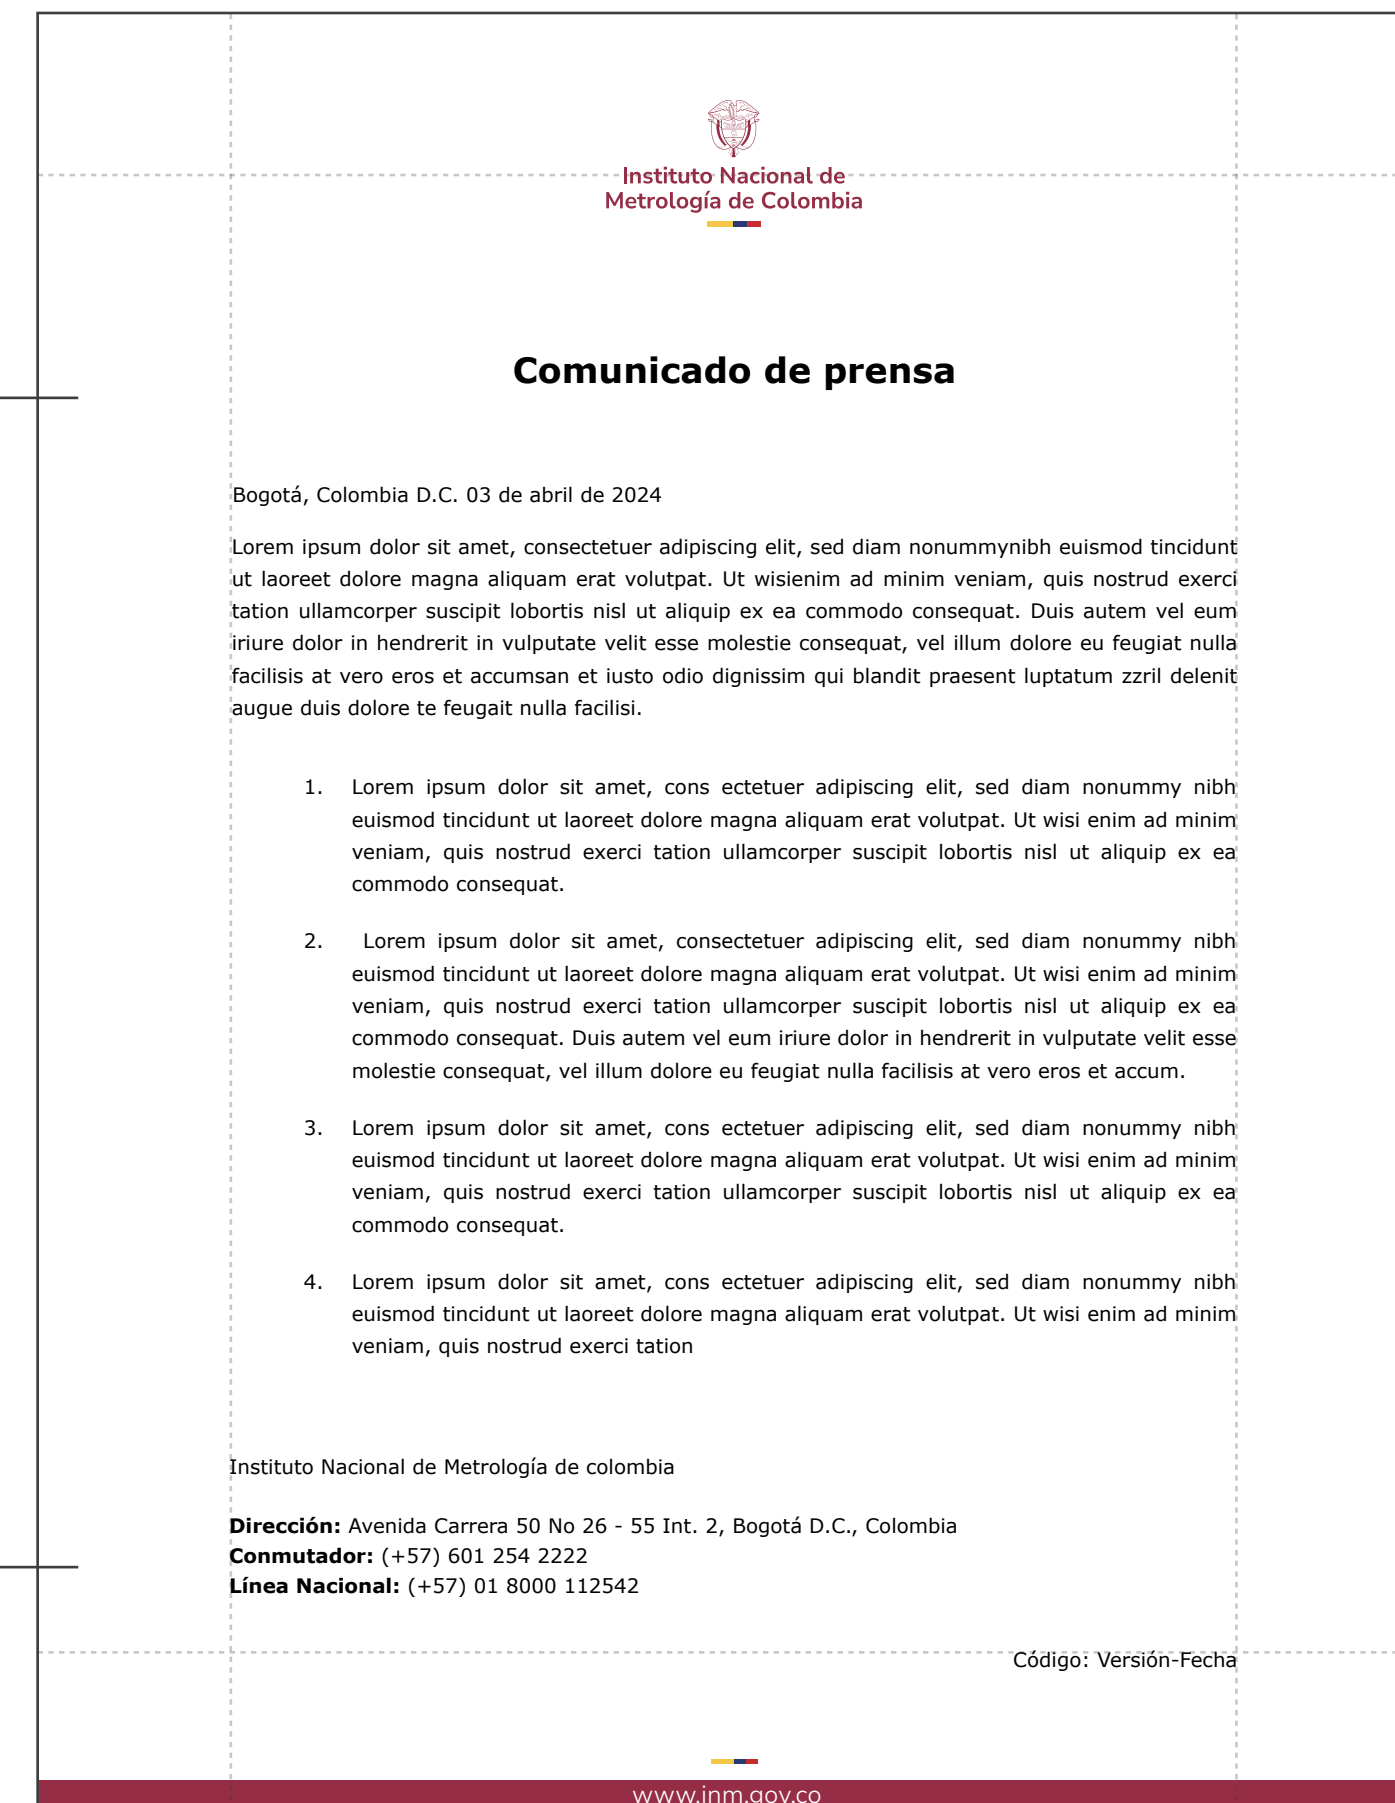 Instituto Nacional de
Metrología de Colombia
Comunicado de prensa
Bogotá, Colombia D.C. 03 de abril de 2024
Lorem ipsum dolor sit amet, consectetuer adipiscing elit, sed diam nonummynibh euismod tincidunt
ut laoreet dolore magna aliquam erat volutpat. Ut wisienim ad minim veniam, quis nostrud exerci
tation ullamcorper suscipit lobortis nisl ut aliquip ex ea commodo consequat. Duis autem vel eum
iriure dolor in hendrerit in vulputate velit esse molestie consequat, vel illum dolore eu feugiat nulla
facilisis at vero eros et accumsan et iusto odio dignissim qui blandit praesent luptatum zzril delenit
augue duis dolore te feugait nulla facilisi.
1. Lorem ipsum dolor sit amet, cons ectetuer adipiscing elit, sed diam nonummy nibh
euismod tincidunt ut laoreet dolore magna aliquam erat volutpat. Ut wisi enim ad minim
veniam, quis nostrud exerci tation ullamcorper suscipit lobortis nisl ut aliquip ex ea
commodo consequat.
2. Lorem ipsum dolor sit amet, consectetuer adipiscing elit, sed diam nonummy nibh
euismod tincidunt ut laoreet dolore magna aliquam erat volutpat. Ut wisi enim ad minim
veniam, quis nostrud exerci tation ullamcorper suscipit lobortis nisl ut aliquip ex ea
commodo consequat. Duis autem vel eum iriure dolor in hendrerit in vulputate velit esse
molestie consequat, vel illum dolore eu feugiat nulla facilisis at vero eros et accum.
3. Lorem ipsum dolor sit amet, cons ectetuer adipiscing elit, sed diam nonummy nibh
euismod tincidunt ut laoreet dolore magna aliquam erat volutpat. Ut wisi enim ad minim
veniam, quis nostrud exerci tation ullamcorper suscipit lobortis nisl ut aliquip ex ea
commodo consequat.
4. Lorem ipsum dolor sit amet, cons ectetuer adipiscing elit, sed diam nonummy nibh
euismod tincidunt ut laoreet dolore magna aliquam erat volutpat. Ut wisi enim ad minim
veniam, quis nostrud exerci tation
Instituto Nacional de Metrología de colombia
Dirección: Avenida Carrera 50 No 26 - 55 Int. 2, Bogotá D.C., Colombia
Conmutador: (+57) 601 254 2222
Línea Nacional: (+57) 01 8000 112542
Código: Versión-Fecha
www.inm.gov.co